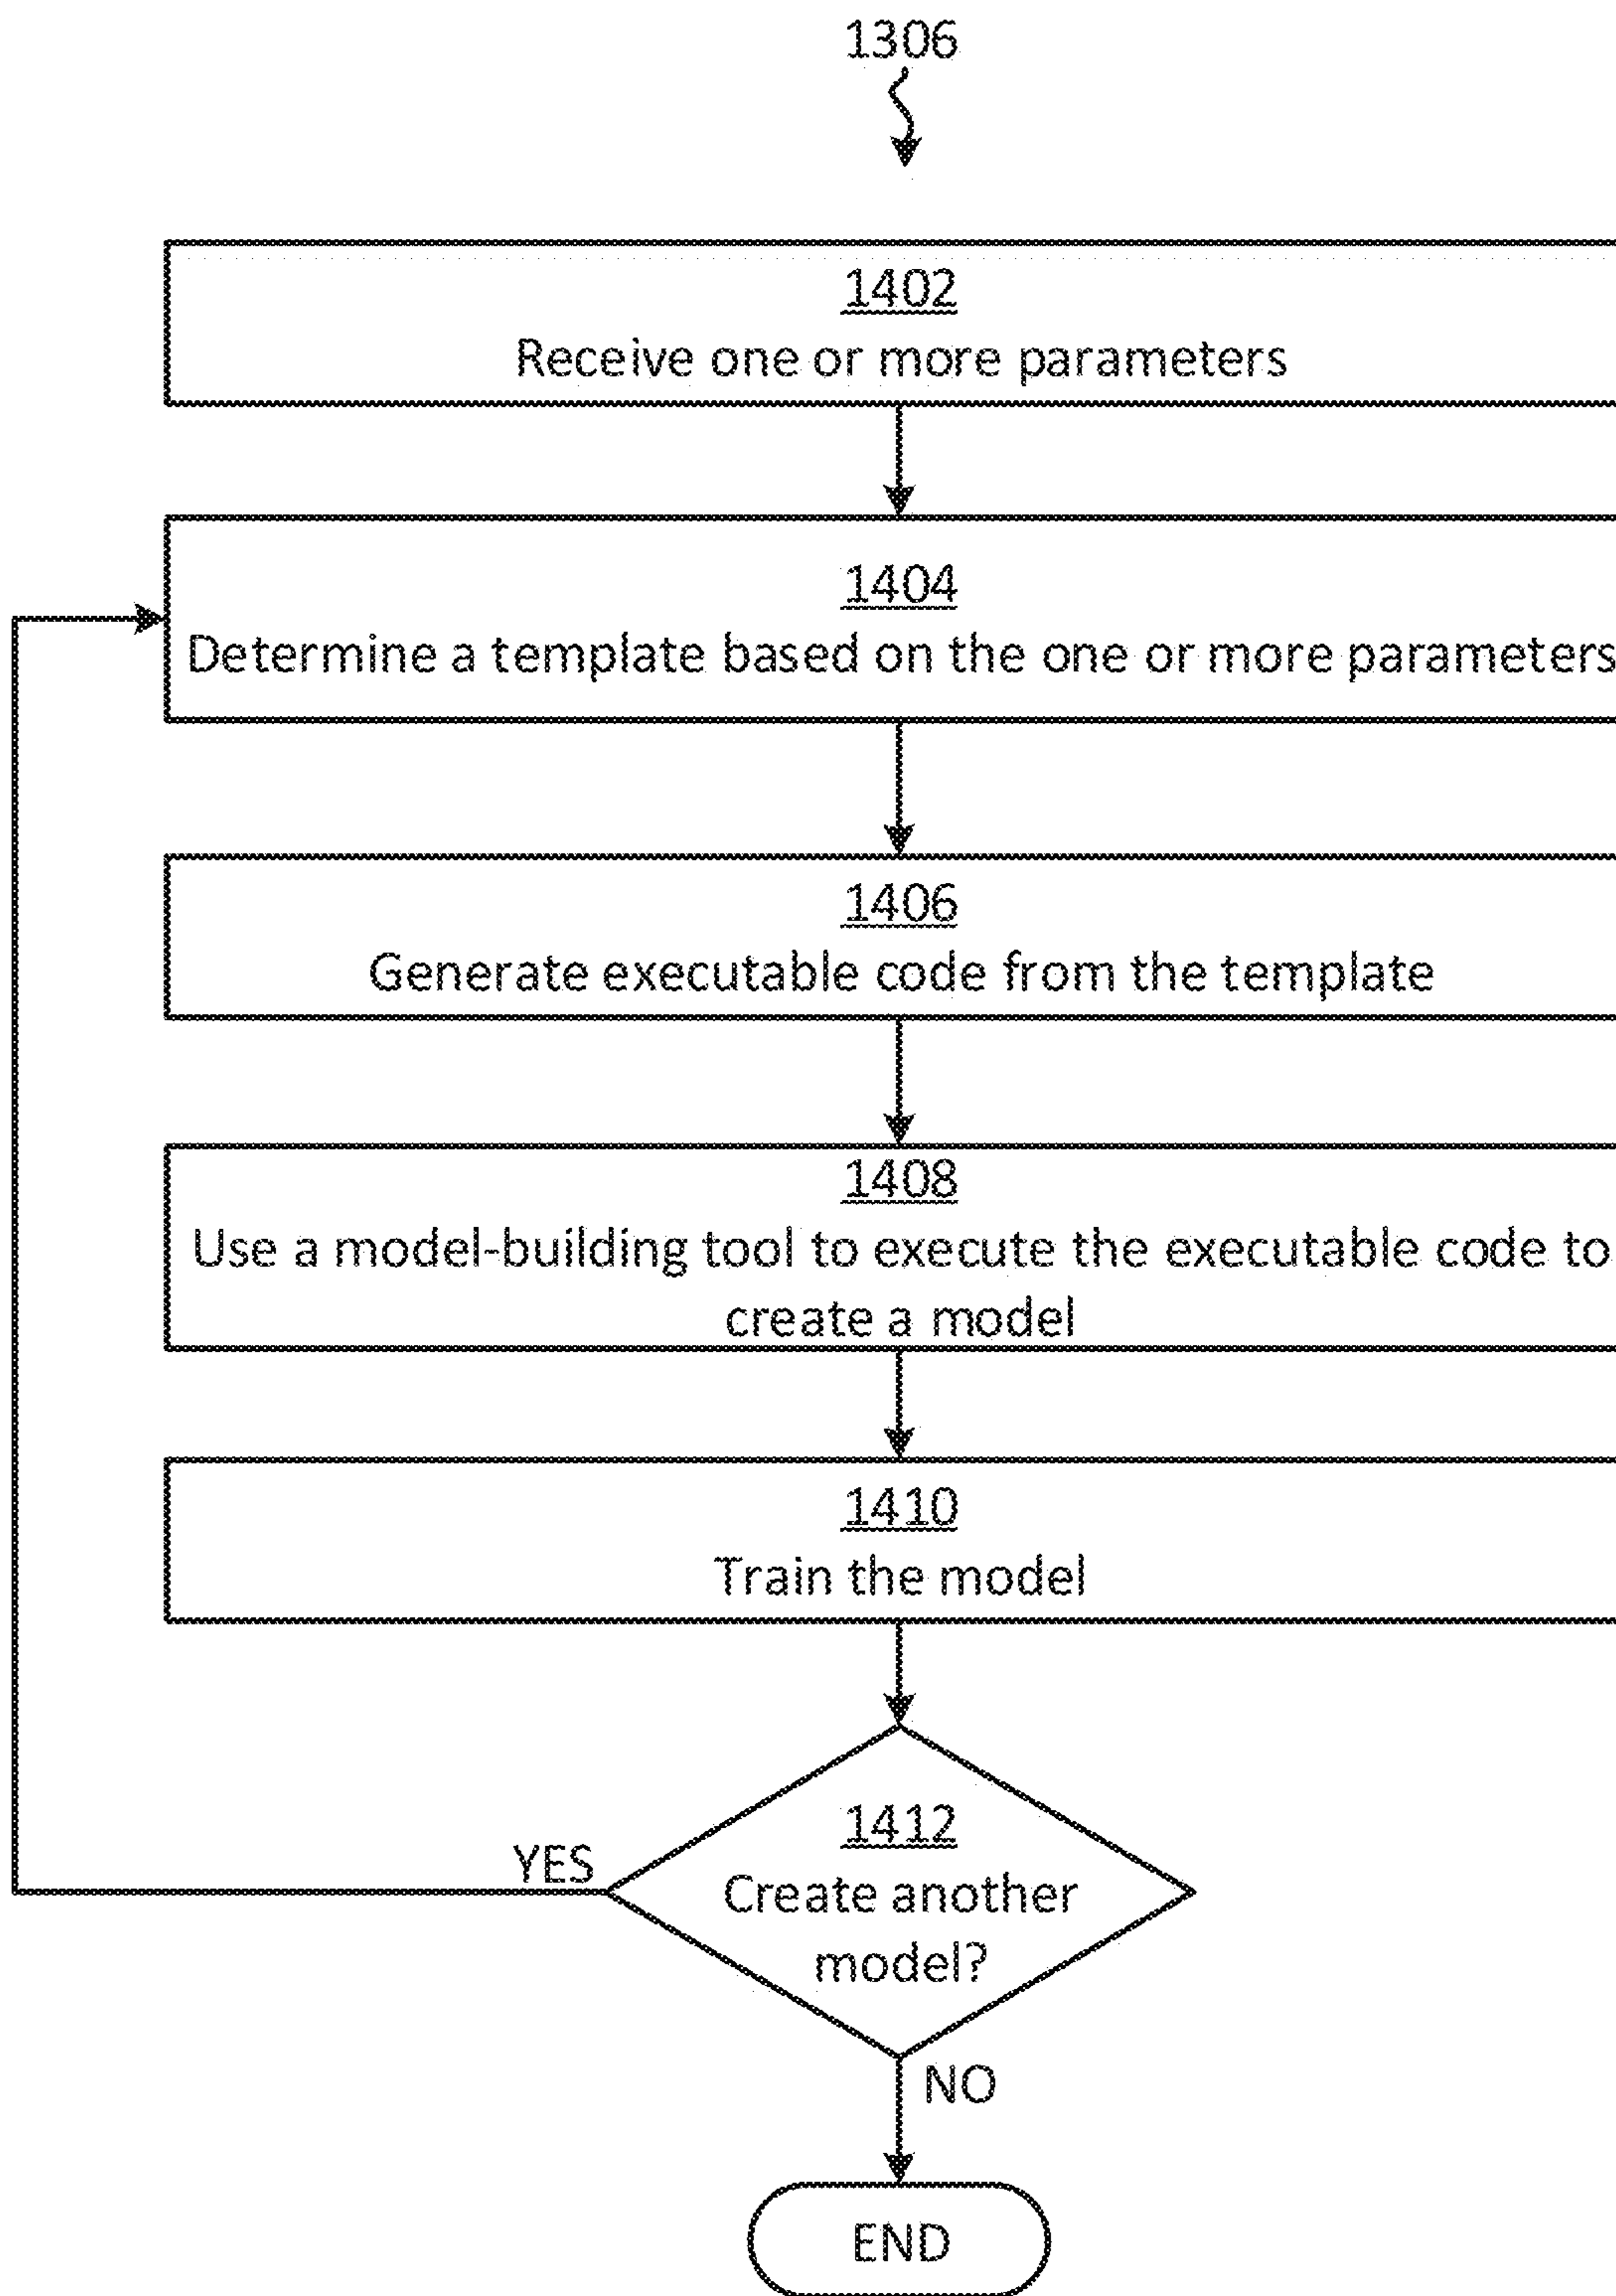 1306
1402
Receive one or more parameters
1404
Determine a template based on the one or more parameters
1406
Generate executable code from the template
1408
Use a model-building tool to execute the executable code to
create a model
1410
Train the model
1412
Create another
model?
YES
NO
END